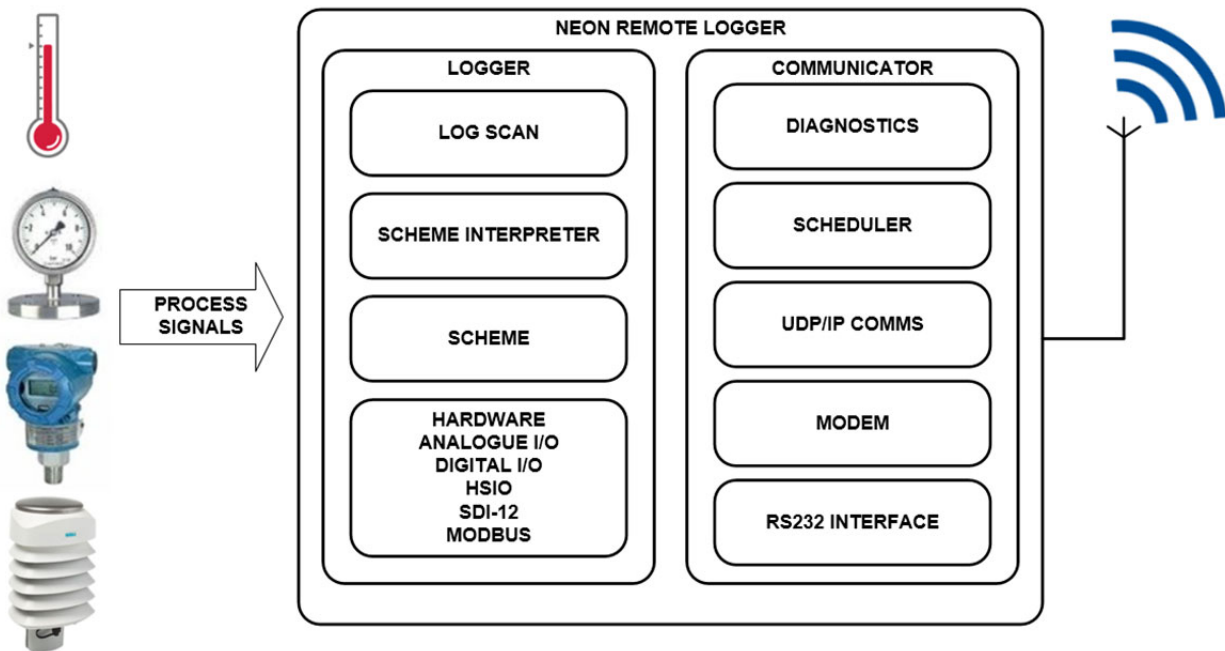 NEON REMOTE LOGGER
LOGGER
LOG SCAN
SCHEME INTERPRETER
SCHEME
HARDWARE
ANALOGUE I/O
DIGITAL I/O
HSIO
SDI-12
MODBUS
COMMUNICATOR
DIAGNOSTICS
SCHEDULER
UDP/IP COMMS
MODEM
RS232 INTERFACE
PROCESS
SIGNALS